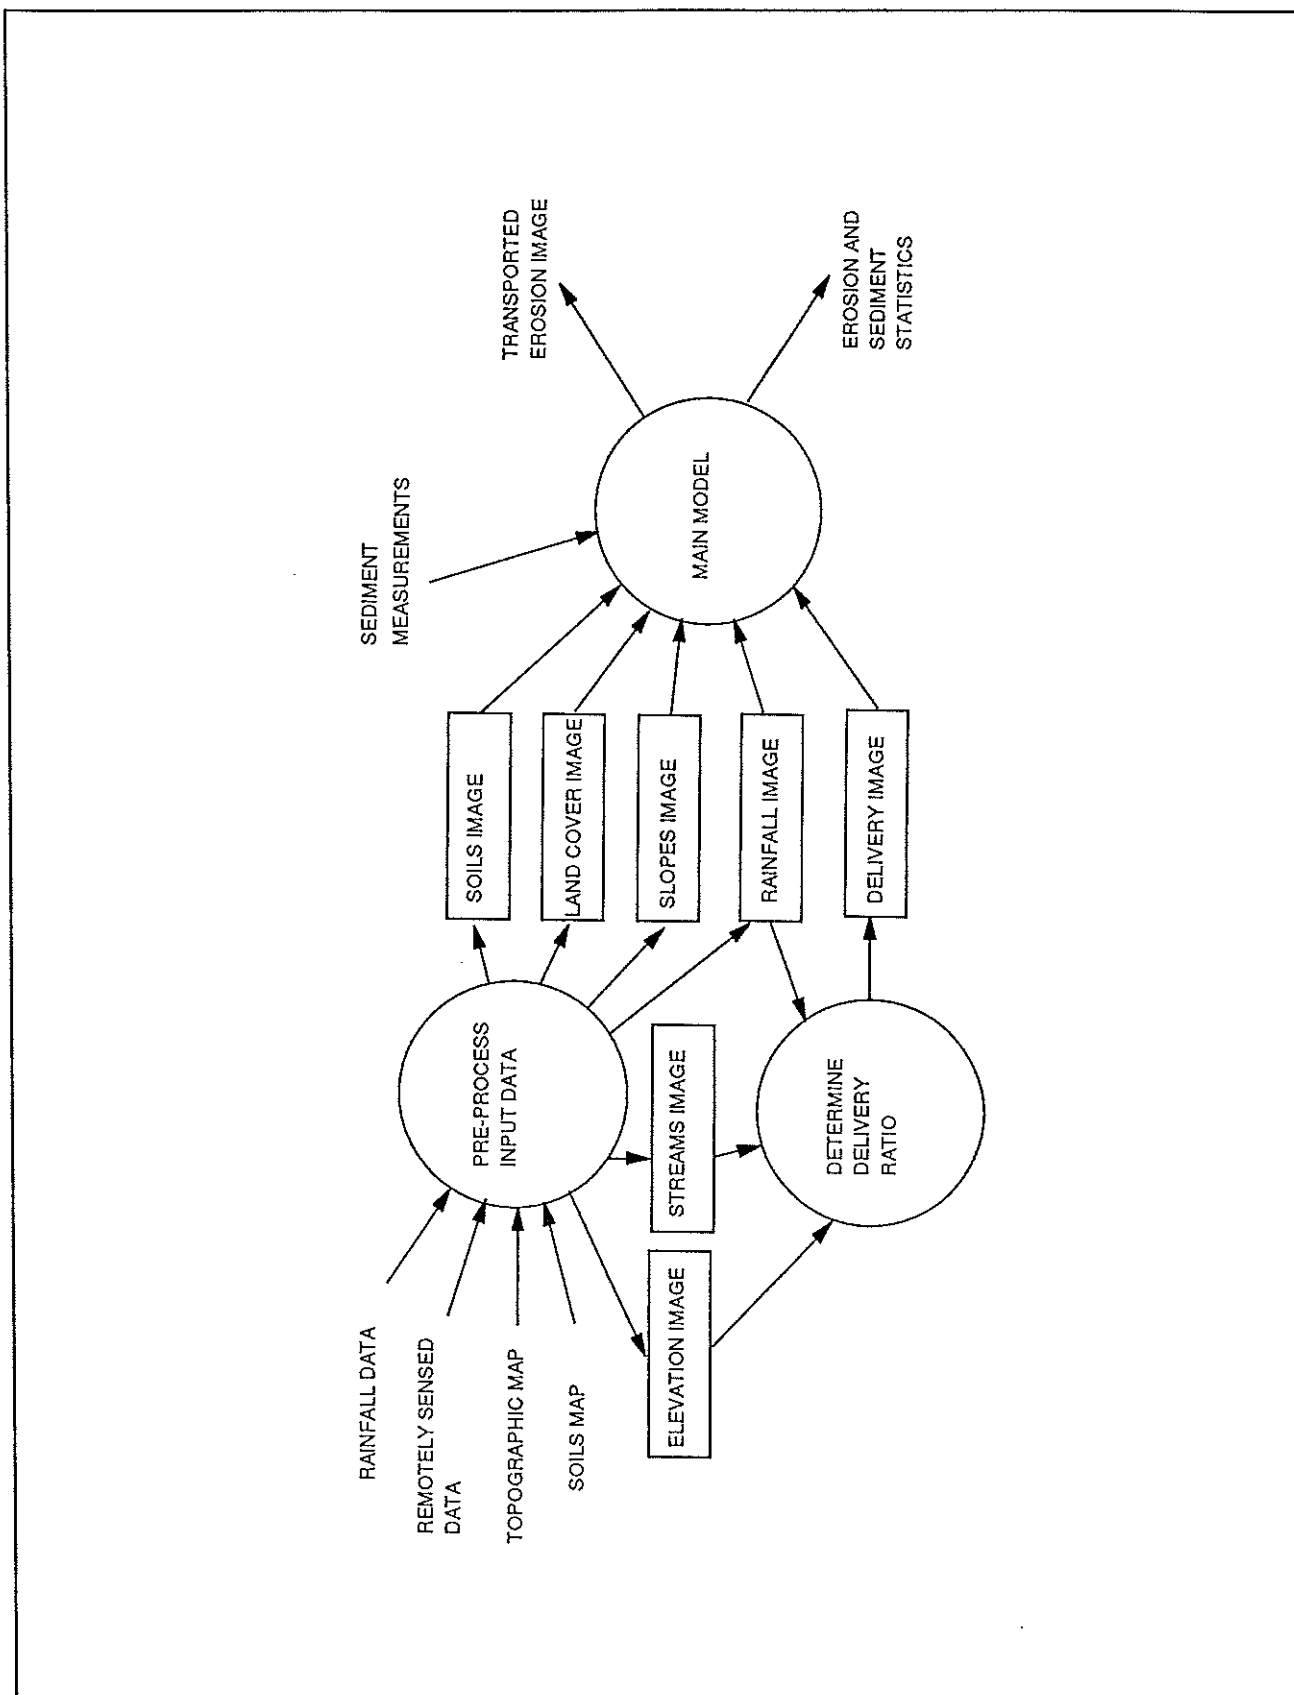 RAINFALL DATA
REMOTELY SENSED
DATA
TOPOGRAPHIC MAP
SOILS MAP
PRE-PROCESS
INPUT DATA
ELEVATION IMAGE
STREAMS IMAGE
DETERMINE
DELIVERY
RATIO
SOILS IMAGE
LAND COVER IMAGE
SLOPES IMAGE
RAINFALL IMAGE
DELIVERY IMAGE
SEDIMENT
MEASUREMENTS
MAIN MODEL
TRANSPORTED
EROSION IMAGE
EROSION AND
SEDIMENT
STATISTICS